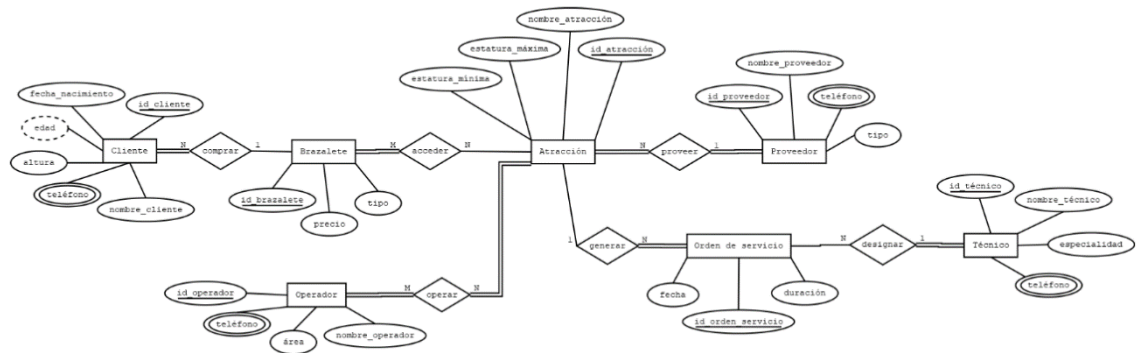 nombre_atracción
estatura_máxima
id_atracción
estatura_mínima
nombre_proveedor
id_proveedor
teléfono
tipo
fecha_nacimiento
id_cliente
edad
altura
teléfono
nombre_cliente
Cliente
N
comprar
1
Brazalete
M
acceder
N
Atracción
N
proveer
1
Proveedor
id_brazalete
precio
tipo
id_técnico
nombre_técnico
especialidad
teléfono
1
generar
N
Orden de servicio
N
designar
1
Técnico
fecha
duración
id_orden_servicio
id_operador
teléfono
área
nombre_operador
Operador
M
operar
N